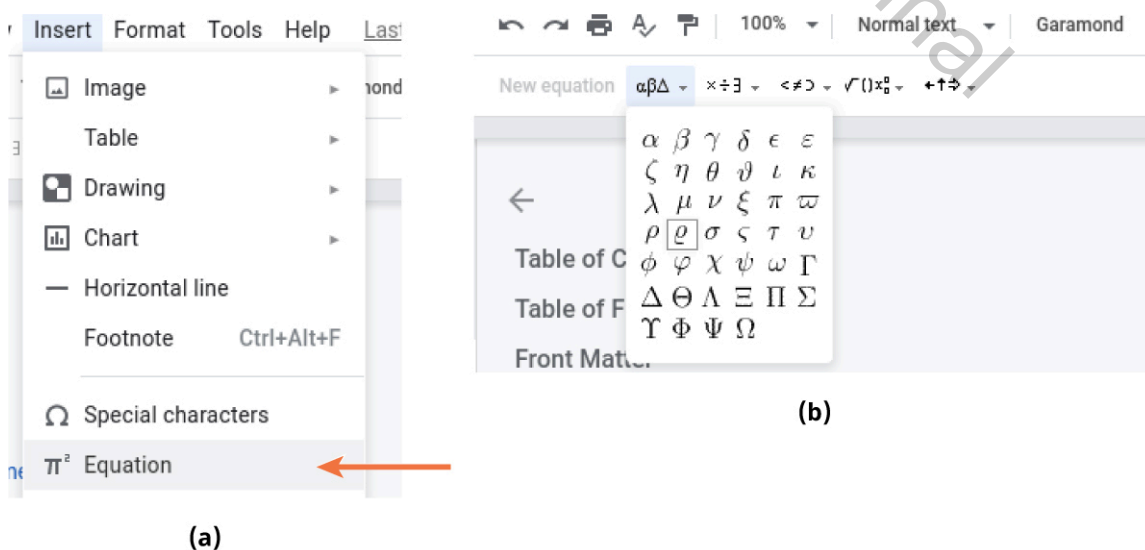 Insert Format Tools Help Last
Image
Table
Drawing
Chart
Horizontal line
Footnote Ctrl+Alt+F
Special characters
π² Equation
(a)
100% Normal text Garamond
New equation αβΔ ×÷∃ <≠⊃ √()x ←↑⇒
α β γ δ ϵ ε
ζ η θ ϑ ι κ
λ μ ν ξ π ϖ
ρ ϱ σ ς τ υ
ϕ φ χ ψ ω Γ
Δ Θ Λ Ξ Π Σ
ϒ Φ Ψ Ω
Table of C
Table of F
Front Matter
(b)